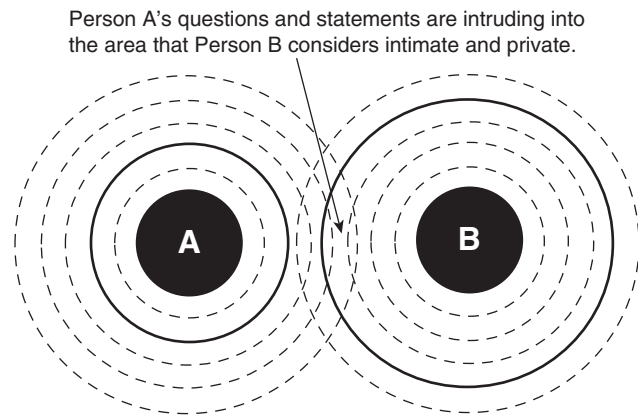 Person A’s questions and statements are intruding into
the area that Person B considers intimate and private.
A
B